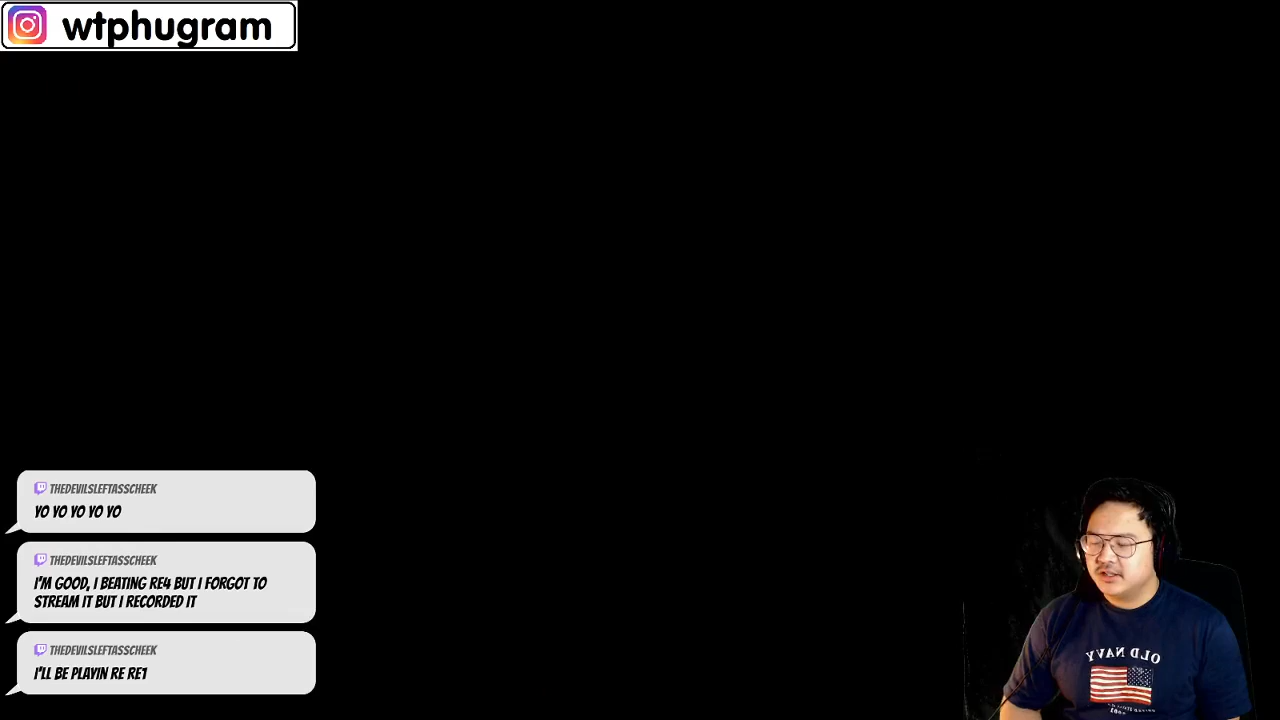 wtphugram
THEDEVILSLEFTASSCHEEK
YO YO YO YO YO
THEDEVILSLEFTASSCHEEK
I'M GOOD, I BEATING RE4 BUT I FORGOT TO
STREAM IT BUT I RECORDED IT
THEDEVILSLEFTASSCHEEK
I'LL BE PLAYIN RE RE1
OLD NAVY